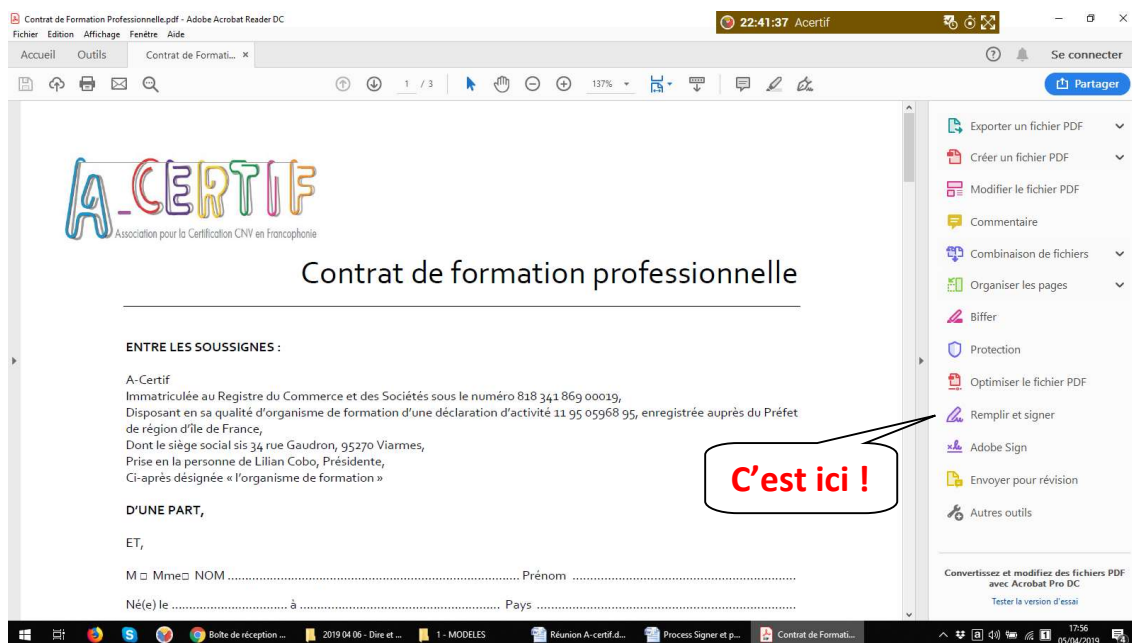 Contrat de Formation Professionnelle.pdf - Adobe Acrobat Reader DC
22:41:37 Acertif
Fichier Edition Affichage Fenêtre Aide
Accueil Outils Contrat de Formati... ×
Se connecter
1 / 3
137%
Partager
A-CERTIF
Association pour la Certification CNV en Francophonie
Contrat de formation professionnelle
ENTRE LES SOUSSIGNES :
A-Certif
Immatriculée au Registre du Commerce et des Sociétés sous le numéro 818 341 869 00019,
Disposant en sa qualité d'organisme de formation d'une déclaration d'activité 11 95 05968 95, enregistrée auprès du Préfet
de région d'île de France,
Dont le siège social sis 34 rue Gaudron, 95270 Viarmes,
Prise en la personne de Lilian Cobo, Présidente,
Ci-après désignée « l'organisme de formation »
D'UNE PART,
ET,
M □ Mme□ NOM ........................................................................ Prénom .......................................................
Né(e) le ............................. à .................................................. Pays ................................................................
Exporter un fichier PDF
Créer un fichier PDF
Modifier le fichier PDF
Commentaire
Combinaison de fichiers
Organiser les pages
Biffer
Protection
Optimiser le fichier PDF
Remplir et signer
Adobe Sign
Envoyer pour révision
Autres outils
C'est ici !
Convertissez et modifiez des fichiers PDF
avec Acrobat Pro DC
Tester la version d'essai
Boîte de réception ... 2019 04 06 - Dire et ... 1 - MODELES Réunion A-certif.d... Process Signer et p... Contrat de Formati...
17:56
05/04/2019